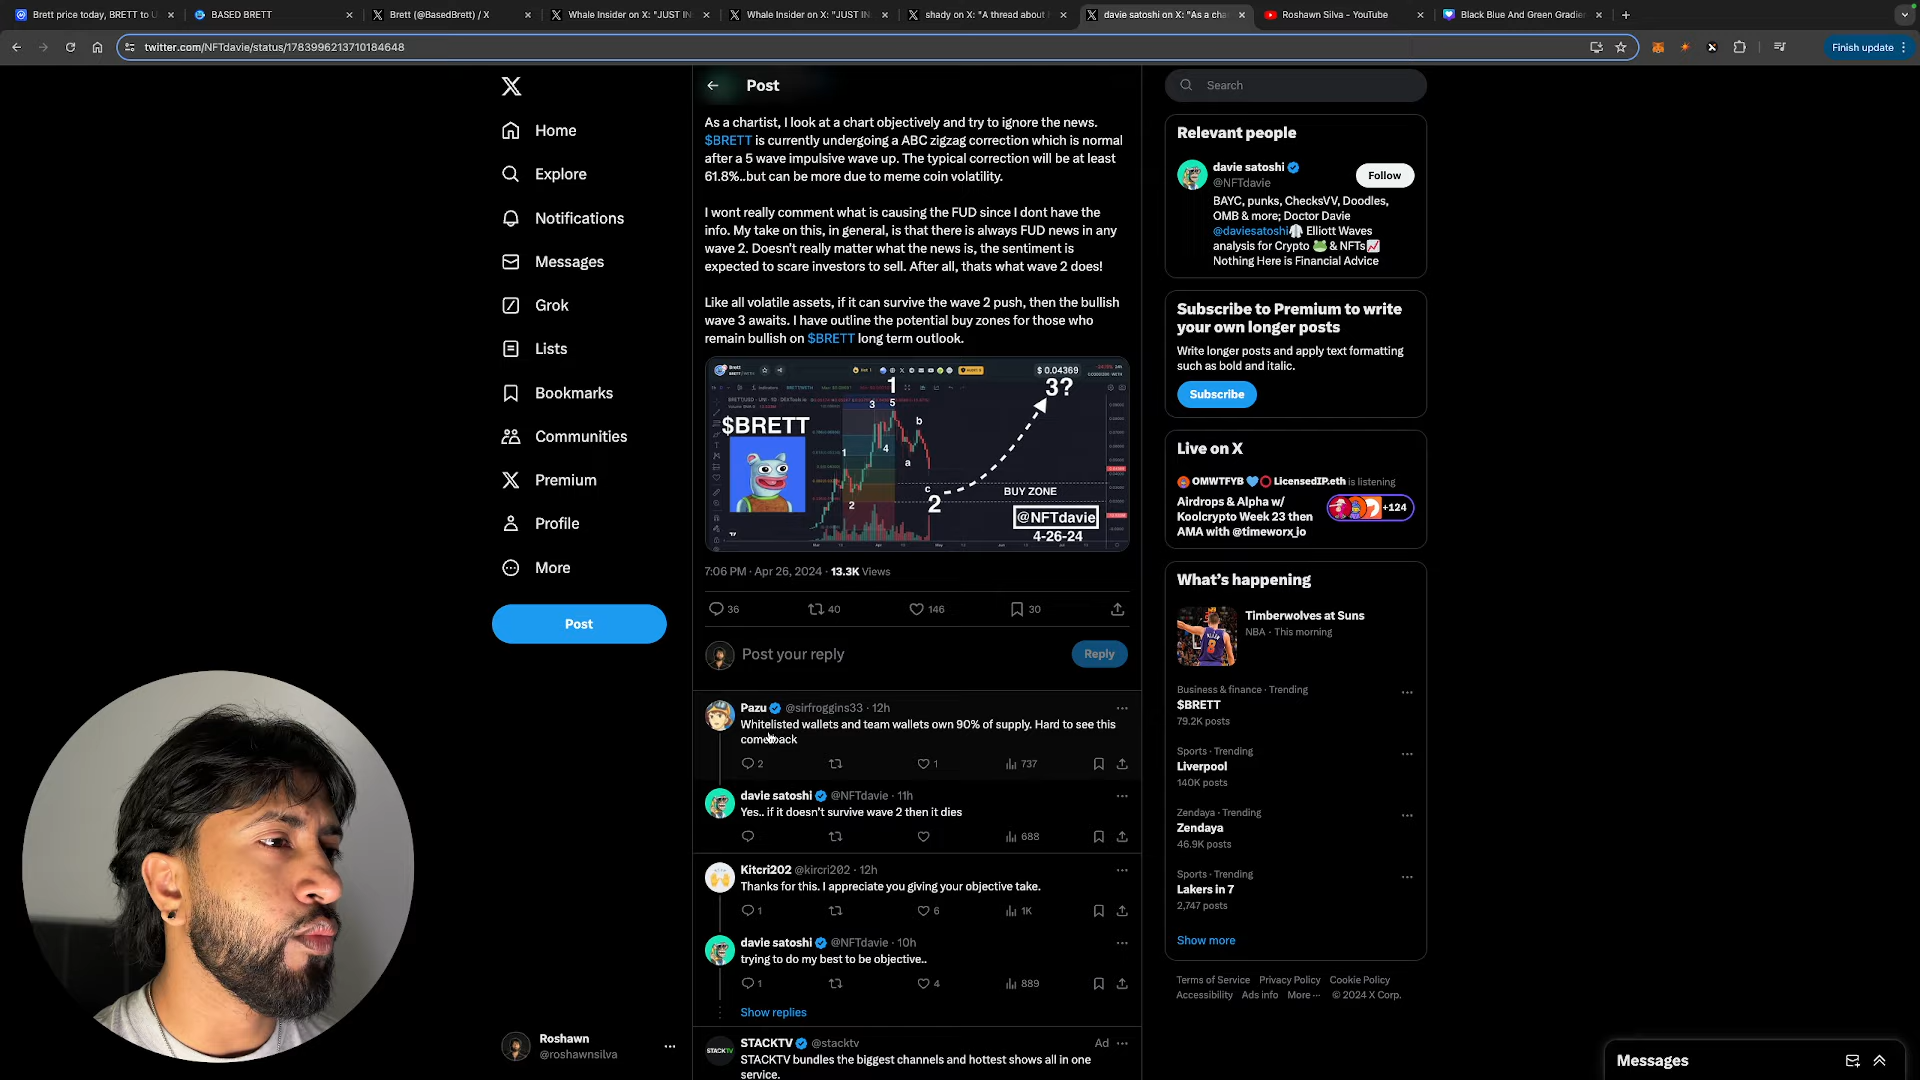 Brett price today, BRETT to U
BASED BRETT
Brett (@BasedBrett) / X
Whale Insider on X: "JUST IN
Whale Insider on X: "JUST IN
shady on X: "A thread about
davie satoshi on X: "As a cha
Roshawn Silva - YouTube
Black Blue And Green Gradien
twitter.com/NFTdavie/status/1783996213710184648
Finish update
Home
Explore
Notifications
Messages
Grok
Lists
Bookmarks
Communities
Premium
Profile
More
Post
Roshawn
@roshawnsilva
Post
As a chartist, I look at a chart objectively and try to ignore the news.
$BRETT is currently undergoing a ABC zigzag correction which is normal
after a 5 wave impulsive wave up. The typical correction will be at least
61.8%..but can be more due to meme coin volatility.
I wont really comment what is causing the FUD since I dont have the
info. My take on this, in general, is that there is always FUD news in any
wave 2. Doesn't really matter what the news is, the sentiment is
expected to scare investors to sell. After all, thats what wave 2 does!
Like all volatile assets, if it can survive the wave 2 push, then the bullish
wave 3 awaits. I have outline the potential buy zones for those who
remain bullish on $BRETT long term outlook.
Brett
$ 0.04369
1
3?
3
5
$BRETT
b
4
1
a
c
2
2
BUY ZONE
@NFTdavie
4-26-24
7:06 PM · Apr 26, 2024 · 13.3K Views
36
40
146
30
Post your reply
Reply
Pazu @sirfroggins33 · 12h
Whitelisted wallets and team wallets own 90% of supply. Hard to see this
comeback
2
1
737
davie satoshi @NFTdavie · 11h
Yes.. if it doesn't survive wave 2 then it dies
688
Kitcri202 @kircri202 · 12h
Thanks for this. I appreciate you giving your objective take.
1
6
1K
davie satoshi @NFTdavie · 10h
trying to do my best to be objective..
1
4
889
Show replies
STACKTV @stacktv
Ad
STACKTV bundles the biggest channels and hottest shows all in one
service.
Search
Relevant people
davie satoshi
@NFTdavie
Follow
BAYC, punks, ChecksVV, Doodles,
OMB & more; Doctor Davie
@daviesatoshi Elliott Waves
analysis for Crypto & NFTs
Nothing Here is Financial Advice
Subscribe to Premium to write
your own longer posts
Write longer posts and apply text formatting
such as bold and italic.
Subscribe
Live on X
OMWTFYB LicensedIP.eth is listening
Airdrops & Alpha w/
Koolcrypto Week 23 then
AMA with @timeworx_io
+124
What's happening
Timberwolves at Suns
NBA · This morning
Business & finance · Trending
$BRETT
79.2K posts
Sports · Trending
Liverpool
140K posts
Zendaya · Trending
Zendaya
46.9K posts
Sports · Trending
Lakers in 7
2,747 posts
Show more
Terms of Service Privacy Policy Cookie Policy
Accessibility Ads info More ··· © 2024 X Corp.
Messages